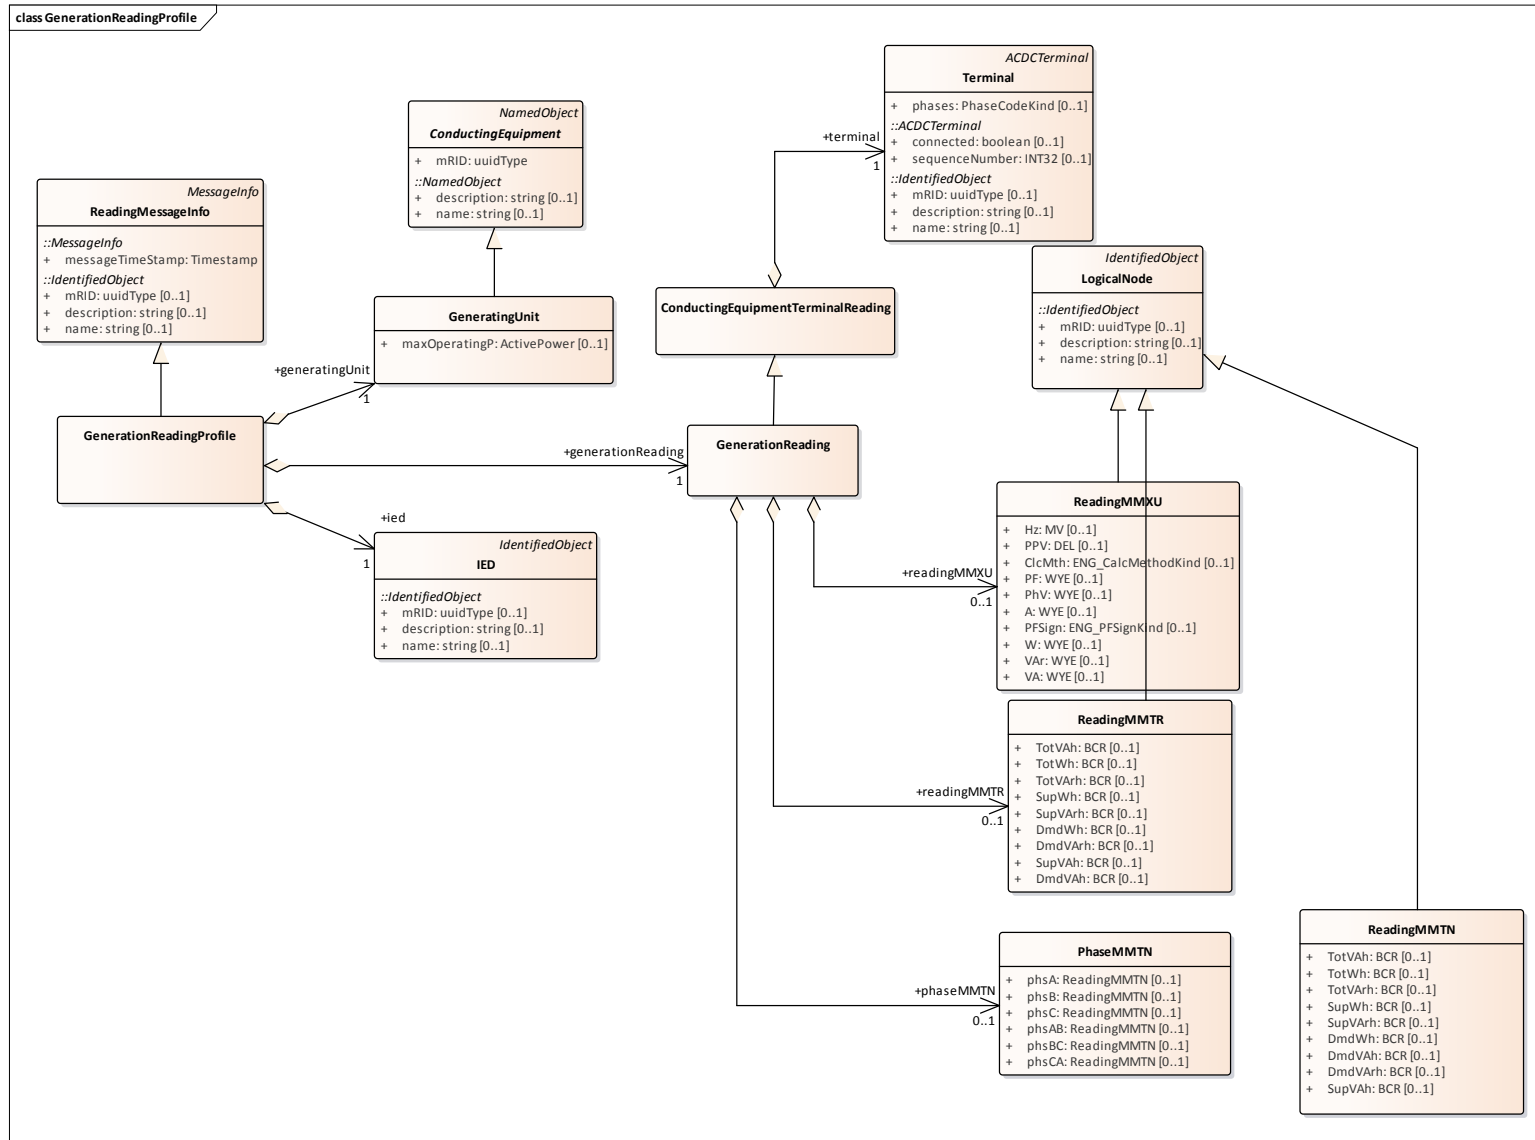 class GenerationReadingProfile
ACDCTerminal
Terminal
+ phases: PhaseCodeKind [0..1]
::ACDCTerminal
+ connected: boolean [0..1]
+ sequenceNumber: INT32 [0..1]
::IdentifiedObject
+ mRID: uuidType [0..1]
+ description: string [0..1]
+ name: string [0..1]
NamedObject
ConductingEquipment
+ mRID: uuidType
::NamedObject
+ description: string [0..1]
+ name: string [0..1]
+terminal
1
MessageInfo
ReadingMessageInfo
::MessageInfo
+ messageTimeStamp: Timestamp
::IdentifiedObject
+ mRID: uuidType [0..1]
+ description: string [0..1]
+ name: string [0..1]
IdentifiedObject
LogicalNode
::IdentifiedObject
+ mRID: uuidType [0..1]
+ description: string [0..1]
+ name: string [0..1]
GeneratingUnit
+ maxOperatingP: ActivePower [0..1]
ConductingEquipmentTerminalReading
+generatingUnit
1
GenerationReadingProfile
+generationReading
1
GenerationReading
+ied
1
IdentifiedObject
IED
::IdentifiedObject
+ mRID: uuidType [0..1]
+ description: string [0..1]
+ name: string [0..1]
ReadingMMXU
+ Hz: MV [0..1]
+ PPV: DEL [0..1]
+ ClcMth: ENG_CalcMethodKind [0..1]
+ PF: WYE [0..1]
+ PhV: WYE [0..1]
+ A: WYE [0..1]
+ PFSign: ENG_PFSignKind [0..1]
+ W: WYE [0..1]
+ VAr: WYE [0..1]
+ VA: WYE [0..1]
+readingMMXU
0..1
ReadingMMTR
+ TotVAh: BCR [0..1]
+ TotWh: BCR [0..1]
+ TotVArh: BCR [0..1]
+ SupWh: BCR [0..1]
+ SupVArh: BCR [0..1]
+ DmdWh: BCR [0..1]
+ DmdVArh: BCR [0..1]
+ SupVAh: BCR [0..1]
+ DmdVAh: BCR [0..1]
+readingMMTR
0..1
PhaseMMTN
+ phsA: ReadingMMTN [0..1]
+ phsB: ReadingMMTN [0..1]
+ phsC: ReadingMMTN [0..1]
+ phsAB: ReadingMMTN [0..1]
+ phsBC: ReadingMMTN [0..1]
+ phsCA: ReadingMMTN [0..1]
+phaseMMTN
0..1
ReadingMMTN
+ TotVAh: BCR [0..1]
+ TotWh: BCR [0..1]
+ TotVArh: BCR [0..1]
+ SupWh: BCR [0..1]
+ SupVArh: BCR [0..1]
+ DmdWh: BCR [0..1]
+ DmdVAh: BCR [0..1]
+ DmdVArh: BCR [0..1]
+ SupVAh: BCR [0..1]